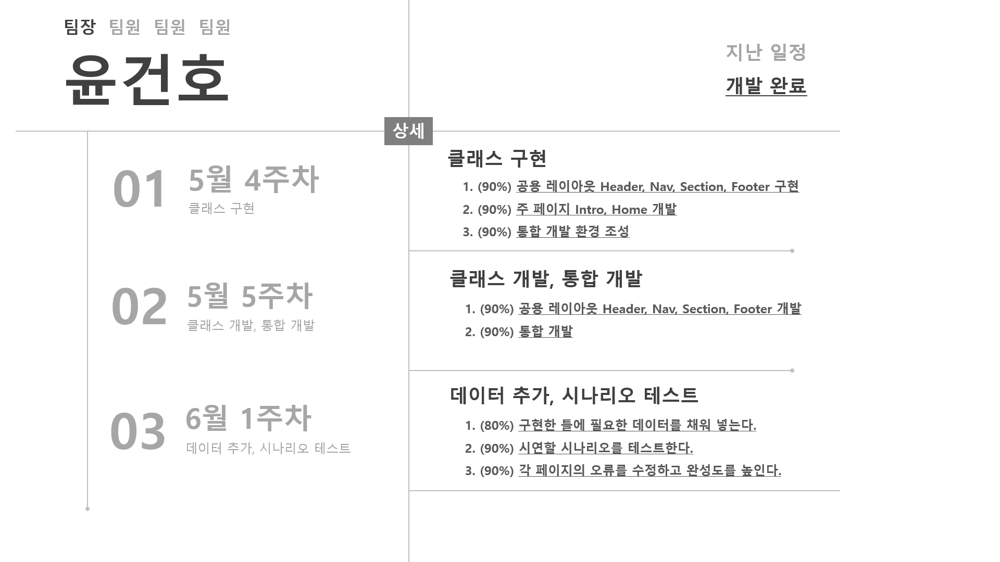 팀장 팀원 팀원 팀원
윤건호
지난 일정
개발 완료
상세
01
5월 4주차
클래스 구현
02
5월 5주차
클래스 개발, 통합 개발
03
6월 1주차
데이터 추가, 시나리오 테스트
클래스 구현
1. (90%) 공용 레이아웃 Header, Nav, Section, Footer 구현
2. (90%) 주 페이지 Intro, Home 개발
3. (90%) 통합 개발 환경 조성
클래스 개발, 통합 개발
1. (90%) 공용 레이아웃 Header, Nav, Section, Footer 개발
2. (90%) 통합 개발
데이터 추가, 시나리오 테스트
1. (80%) 구현한 틀에 필요한 데이터를 채워 넣는다.
2. (90%) 시연할 시나리오를 테스트한다.
3. (90%) 각 페이지의 오류를 수정하고 완성도를 높인다.